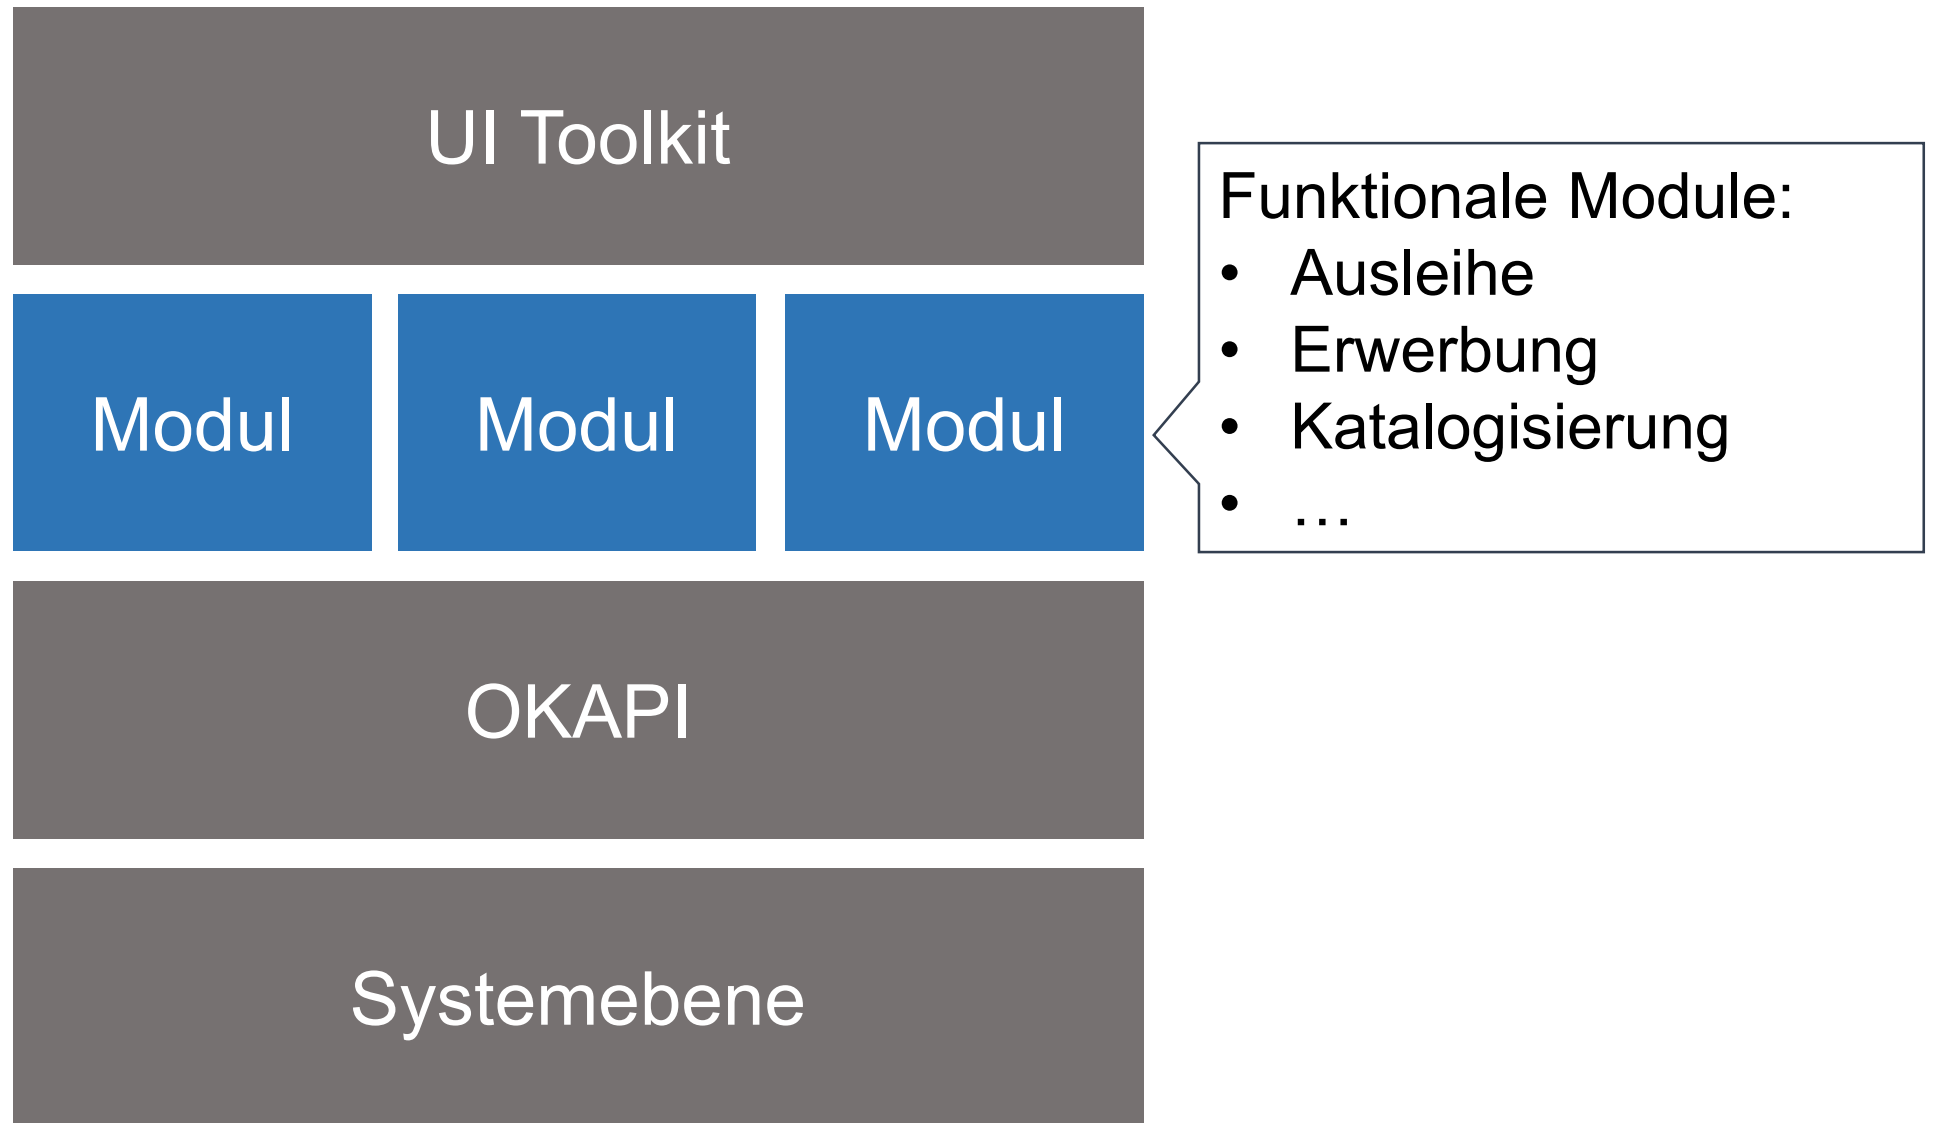 UI Toolkit
Modul Modul Modul
Funktionale Module:
• Ausleihe
• Erwerbung
• Katalogisierung
• …
OKAPI
Systemebene